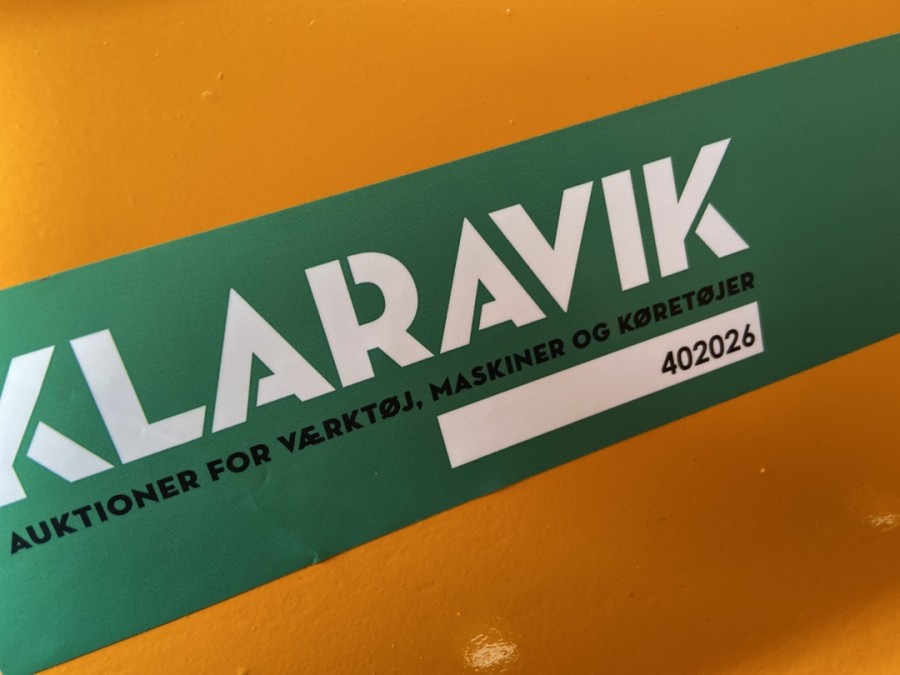 KLARAVIK
AUKTIONER FOR VÆRKTØJ, MASKINER OG KØRETØJER
402026